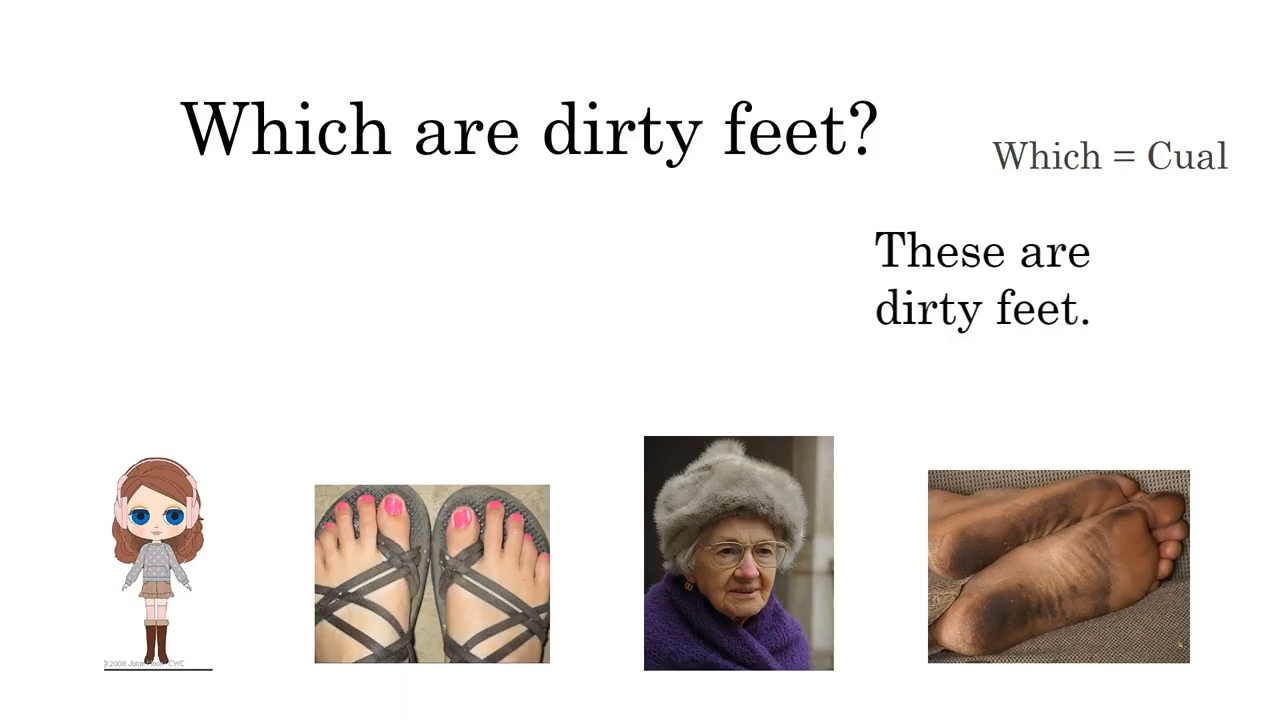 Which are dirty feet?
Which = Cual
These are
dirty feet.